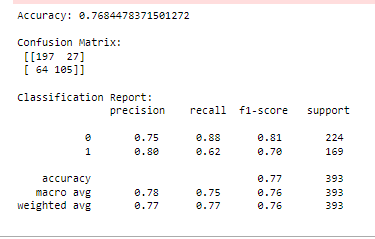 Accuracy: 0.7684478371501272
Confusion Matrix:
[[197 27]
[ 64 105]]
Classification Report:
precision recall f1-score support
0 0.75 0.88 0.81 224
1 0.80 0.62 0.70 169
accuracy 0.77 393
macro avg 0.78 0.75 0.76 393
weighted avg 0.77 0.77 0.76 393